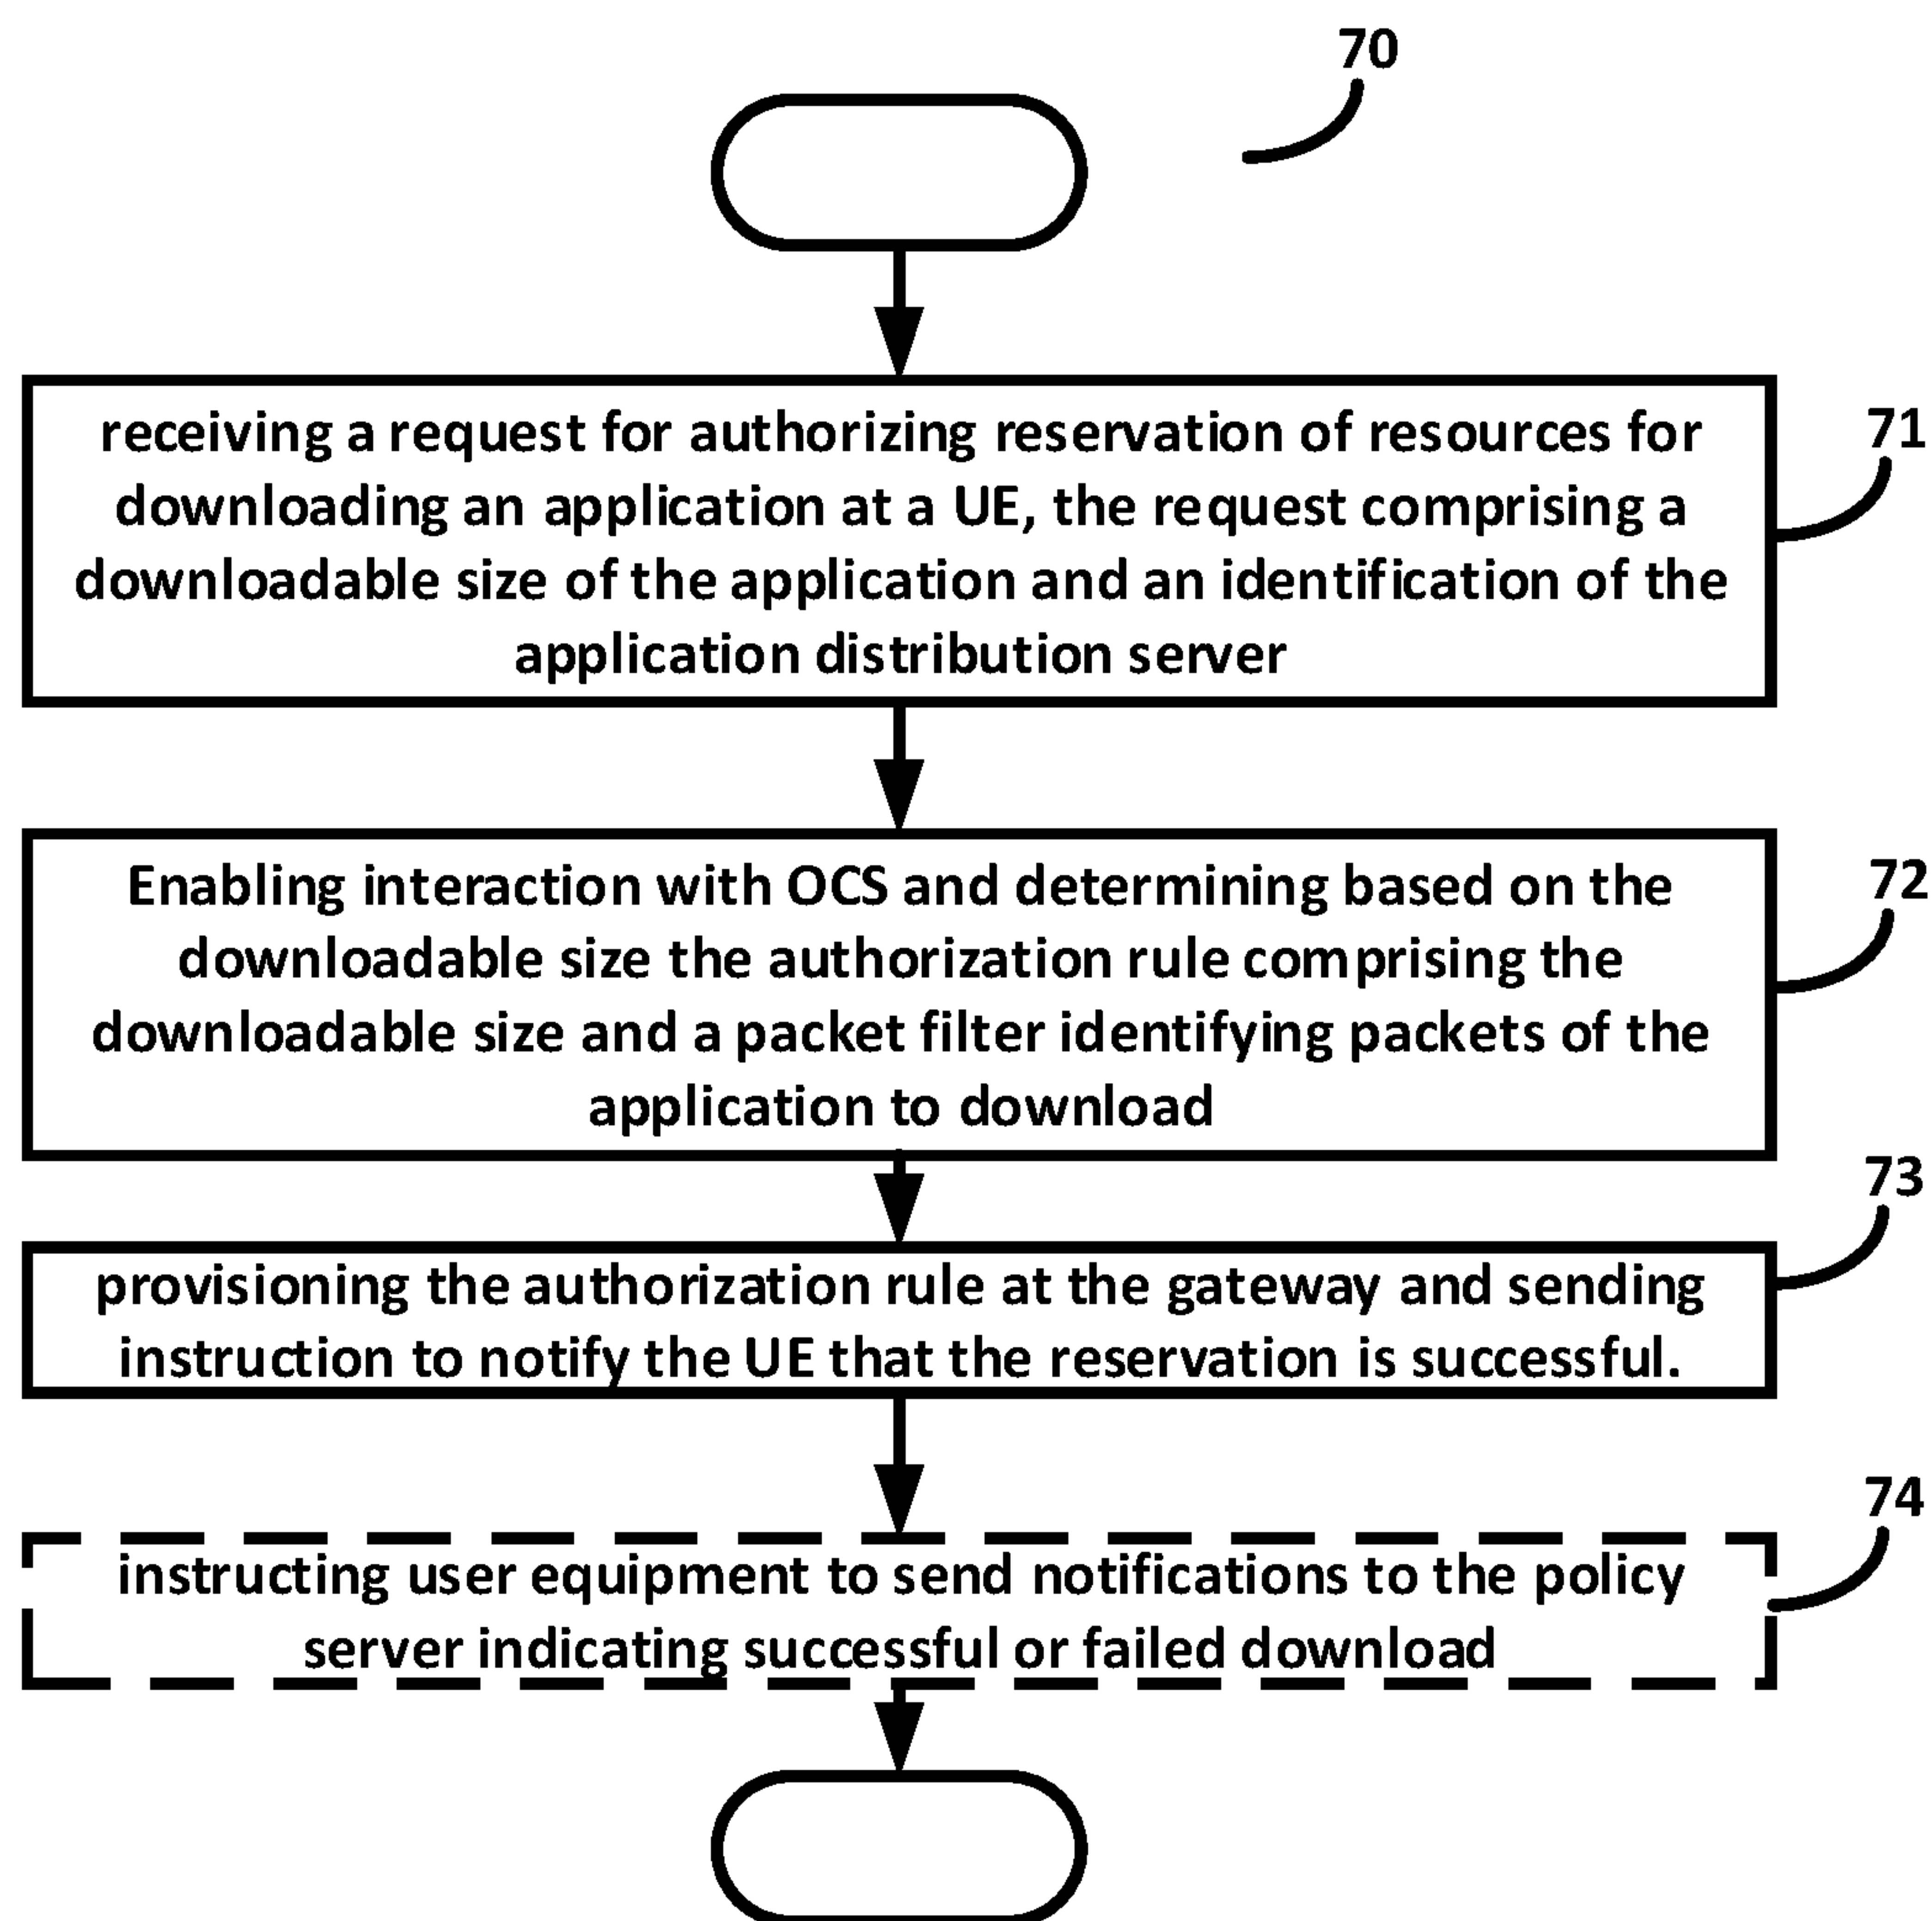 70
receiving a request for authorizing reservation of resources for
downloading an application at a UE, the request comprising a
downloadable size of the application and an identification of the
application distribution server
71
Enabling interaction with OCS and determining based on the
downloadable size the authorization rule comprising the
downloadable size and a packet filter identifying packets of the
application to download
72
provisioning the authorization rule at the gateway and sending
instruction to notify the UE that the reservation is successful.
73
instructing user equipment to send notifications to the policy
server indicating successful or failed download
74